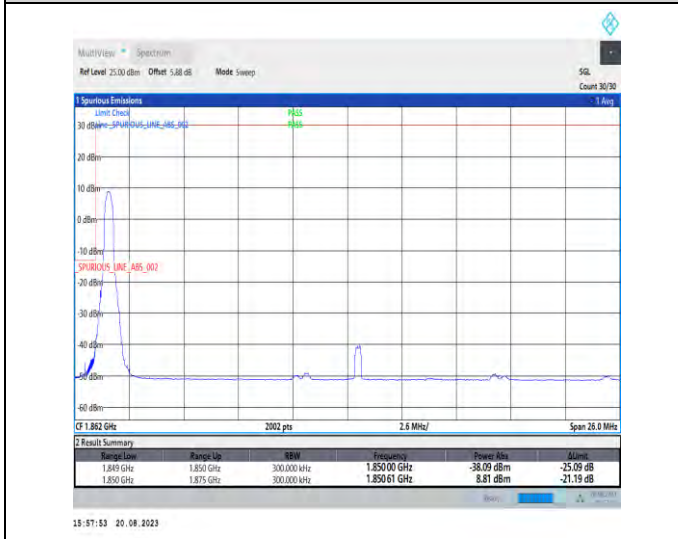 MultiView Spectrum
Ref Level 25.00 dBm Offset 5.88 dB Mode Sweep SGL
Count 30/30
1 Spurious Emissions 1 Avg
Limit Check PASS
30 dBm Line _SPURIOUS_LINE_ABS_002 PASS
20 dBm
10 dBm
0 dBm
-10 dBm
_SPURIOUS_LINE_ABS_002
-20 dBm
-30 dBm
-40 dBm
-50 dBm
-60 dBm
CF 1.862 GHz 2002 pts 2.6 MHz/ Span 26.0 MHz
2 Result Summary
Range Low Range Up RBW Frequency Power Abs ΔLimit
1.849 GHz 1.850 GHz 300.000 kHz 1.85000 GHz -38.09 dBm -25.09 dB
1.850 GHz 1.875 GHz 300.000 kHz 1.85061 GHz 8.81 dBm -21.19 dB
15:57:53 20.08.2023